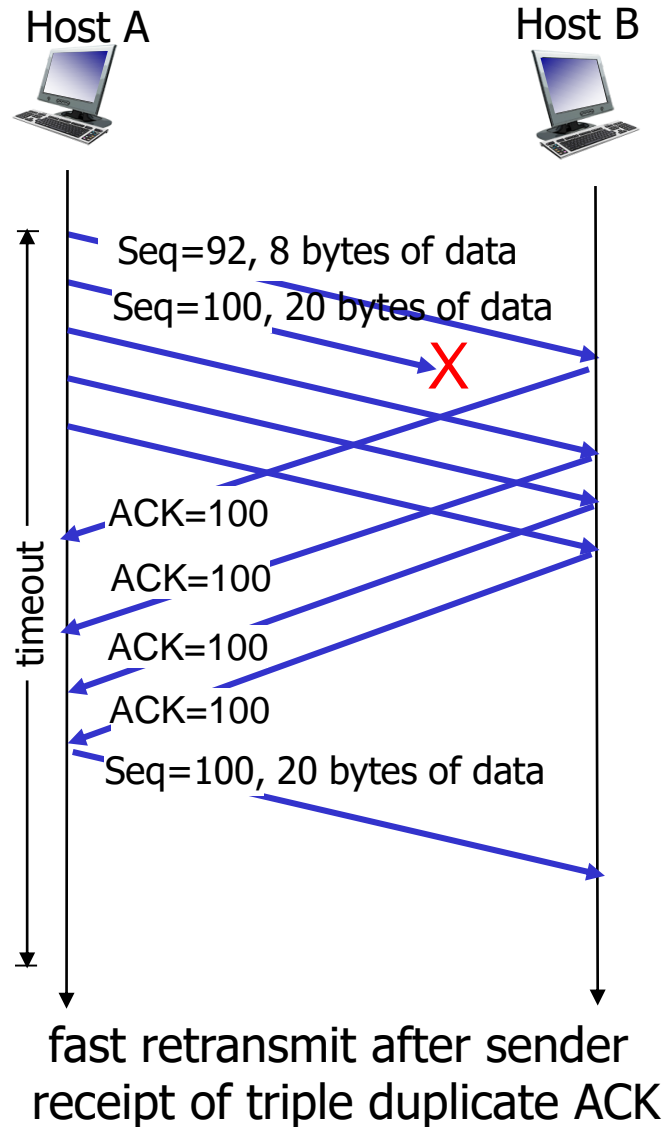 Host A
Host B
Seq=92, 8 bytes of data
Seq=100, 20 bytes of data
X
ACK=100
timeout
ACK=100
ACK=100
ACK=100
Seq=100, 20 bytes of data
fast retransmit after sender
receipt of triple duplicate ACK